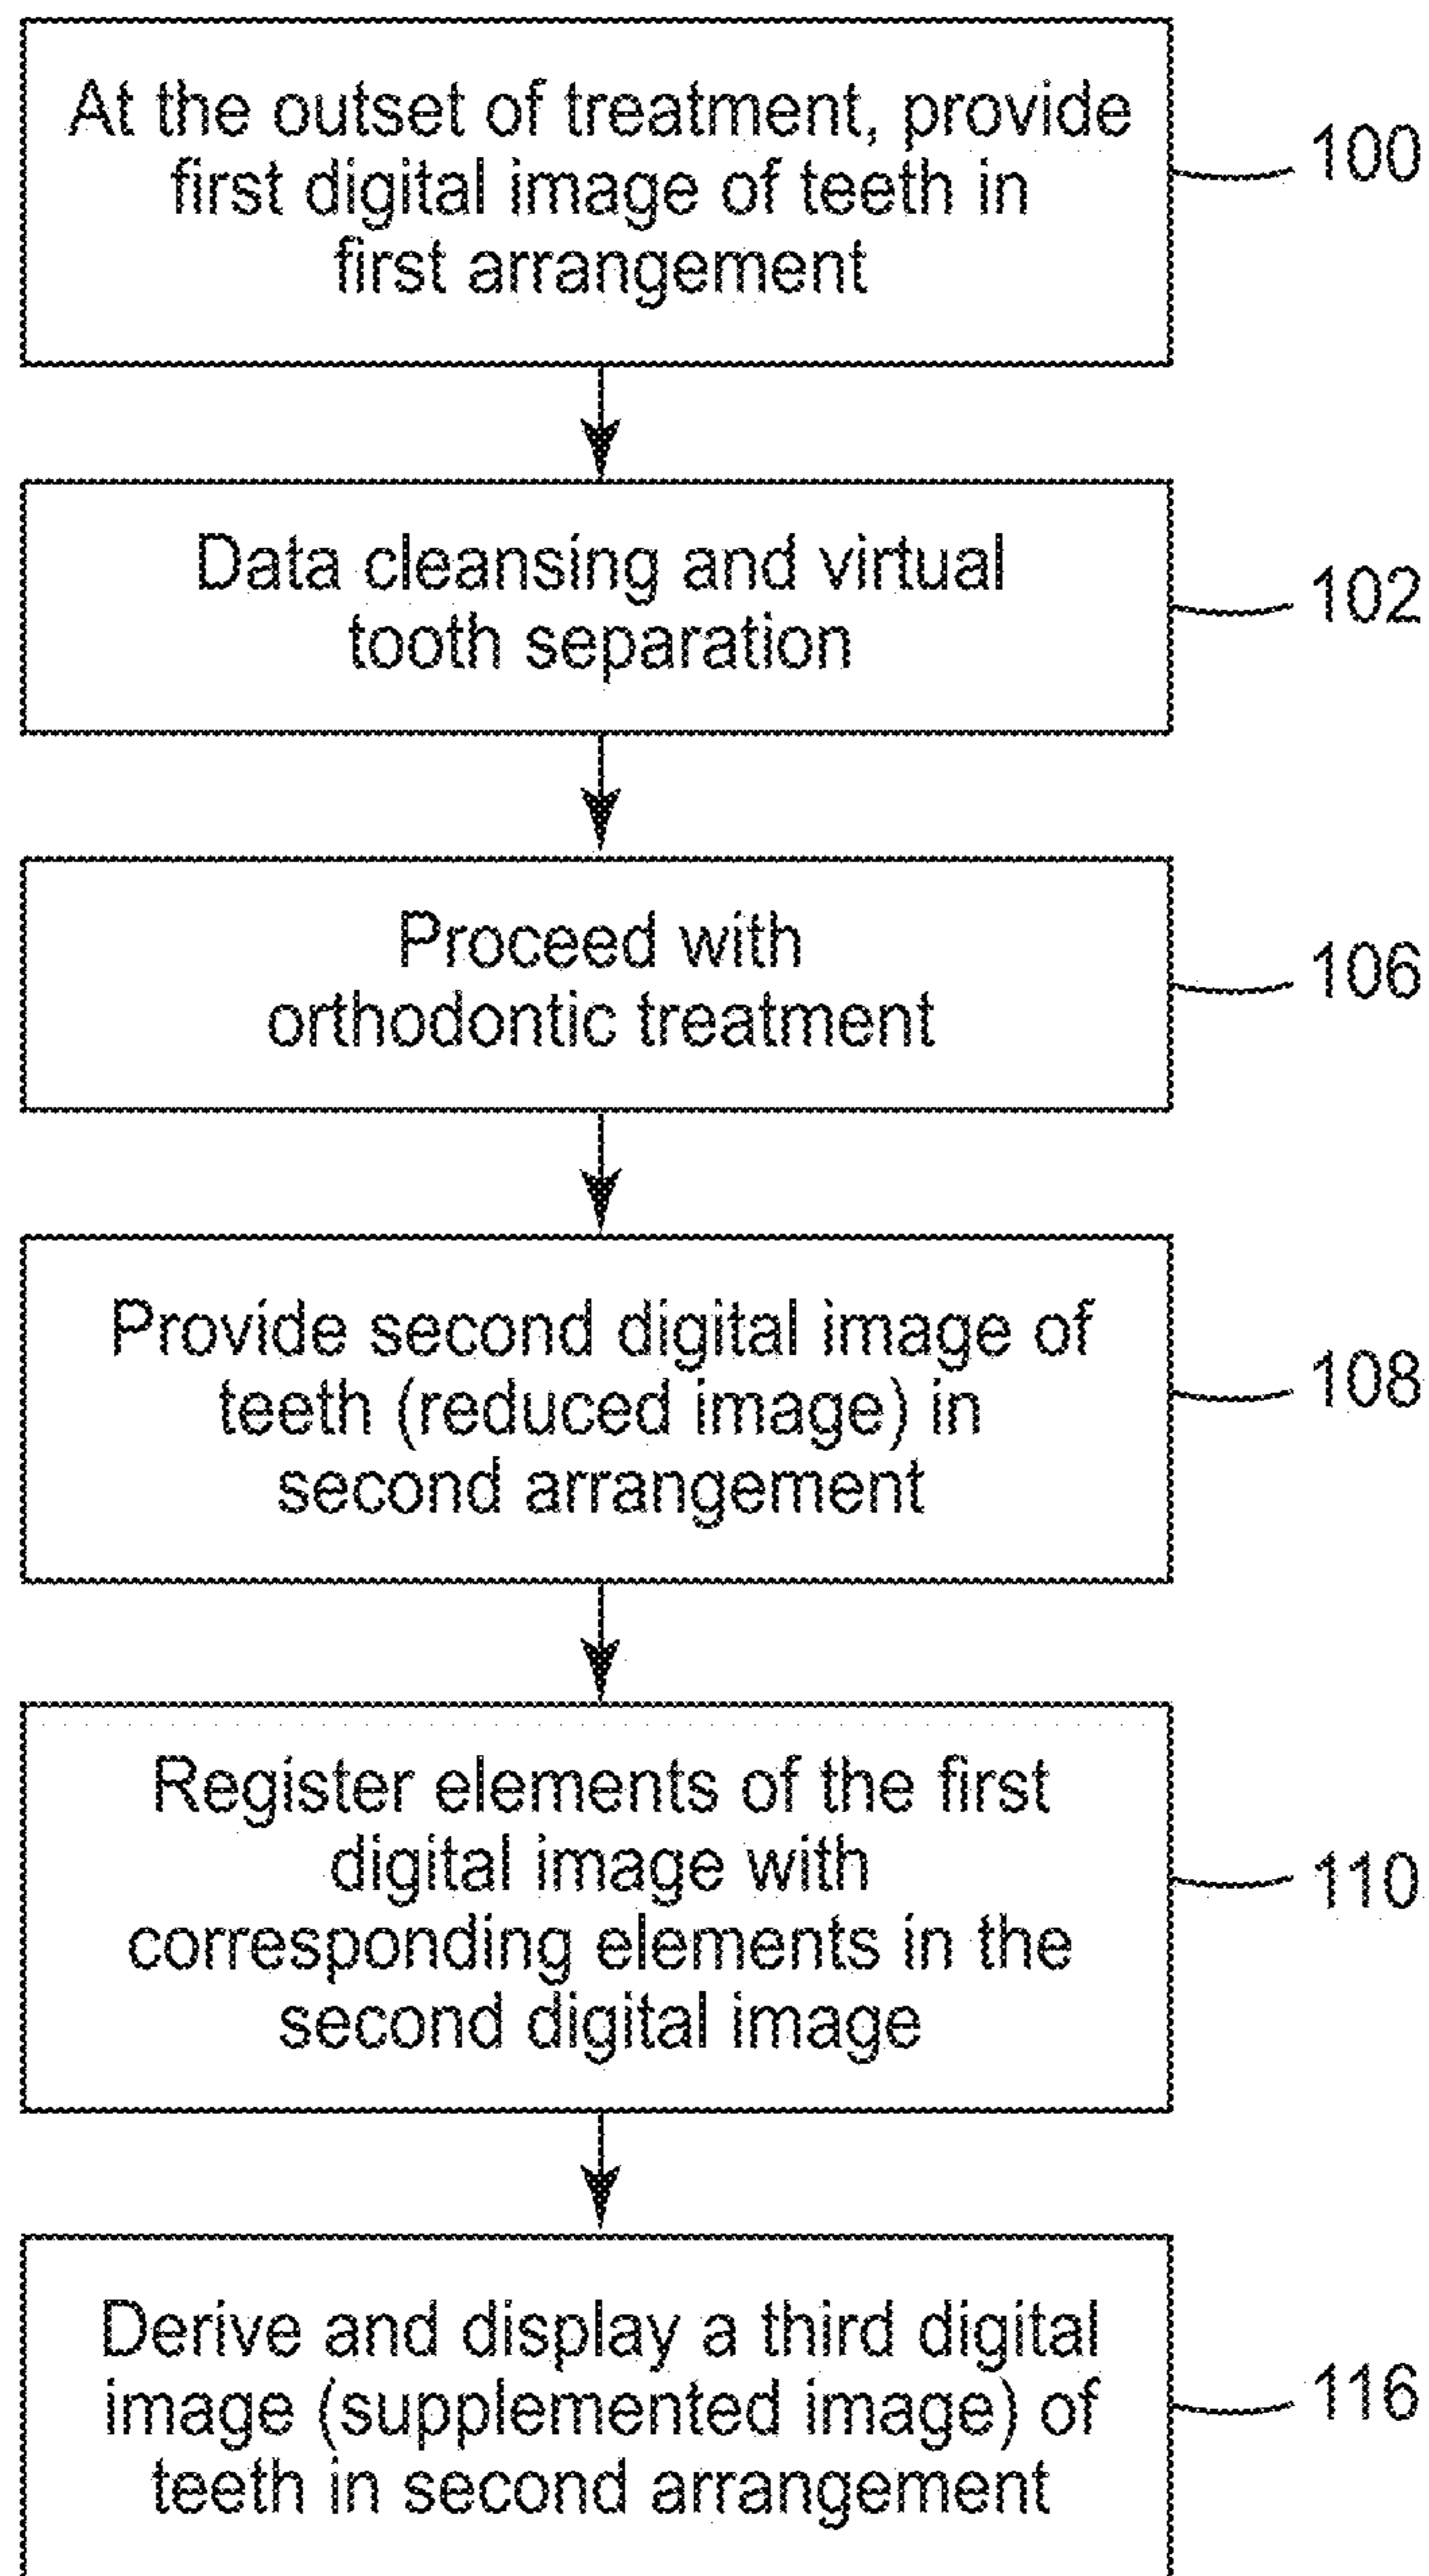 At the outset of treatment, provide
first digital image of teeth in
first arrangement
100
Data cleansing and virtual
tooth separation
102
Proceed with
orthodontic treatment
106
Provide second digital image of
teeth (reduced image) in
second arrangement
108
Register elements of the first
digital image with
corresponding elements in the
second digital image
110
Derive and display a third digital
image (supplemented image) of
teeth in second arrangement
116